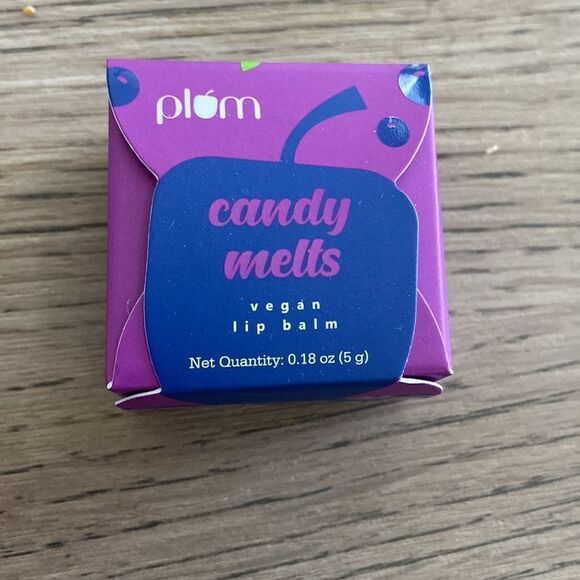 plum
candy
melts
vegan
lip balm
Net Quantity: 0.18 oz (5 g)